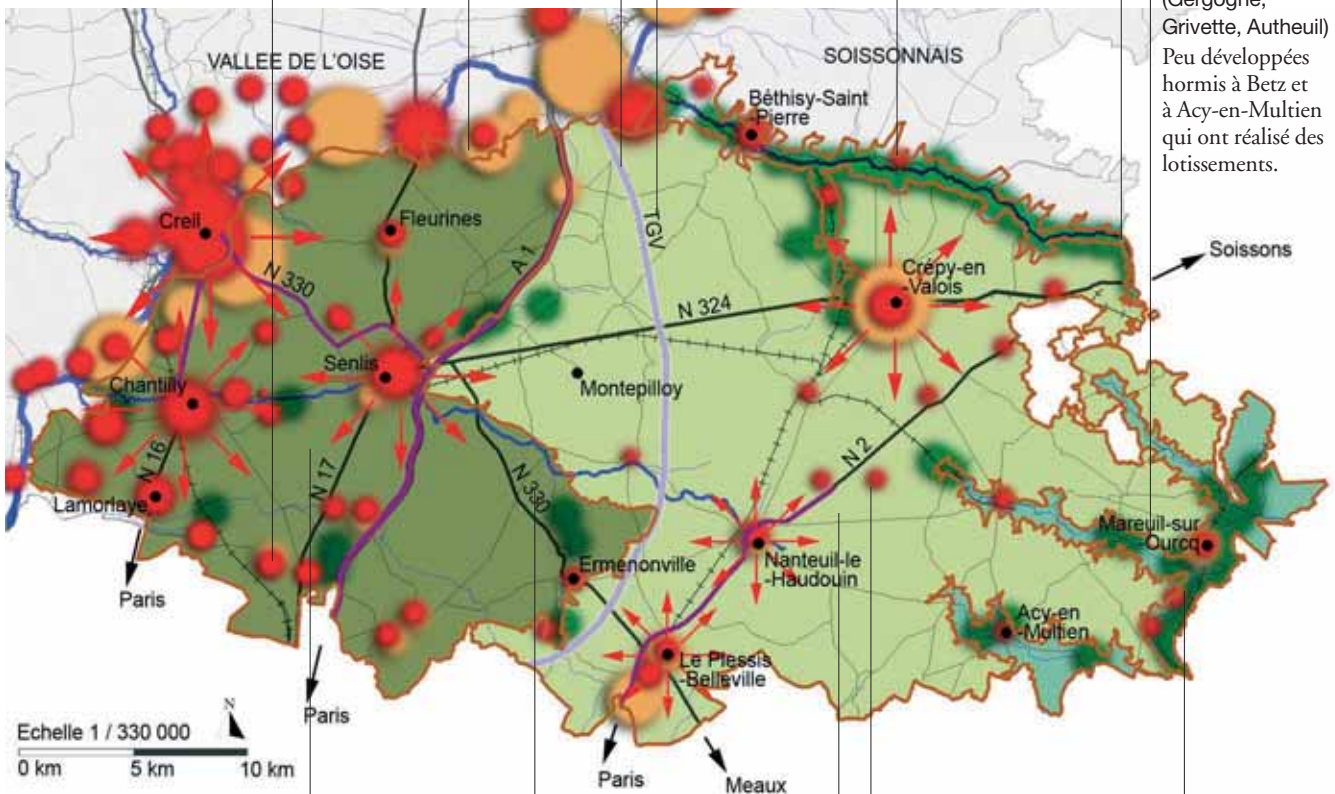 (Gergogne,
Grivette, Autheuil)
Peu développées
hormis à Betz et
à Acy-en-Multien
qui ont réalisé des
lotissements.
VALLEE DE L'OISE
SOISSONNAIS
Béthisy-Saint
-Pierre
Creil
Fleurines
A 1
TGV
Soissons
N 330
Crépy-en
-Valois
N 324
Senlis
Montepilloy
Chantilly
N 16
N 17
N 330
N 2
Lamorlaye
Mareuil-sur
Ourcq
Nanteuil-le
-Haudouin
Ermenonville
Paris
Acy-en
-Multien
Le Plessis
-Belleville
N
Paris
Echelle 1 / 330 000
0 km 5 km 10 km
Paris
Meaux